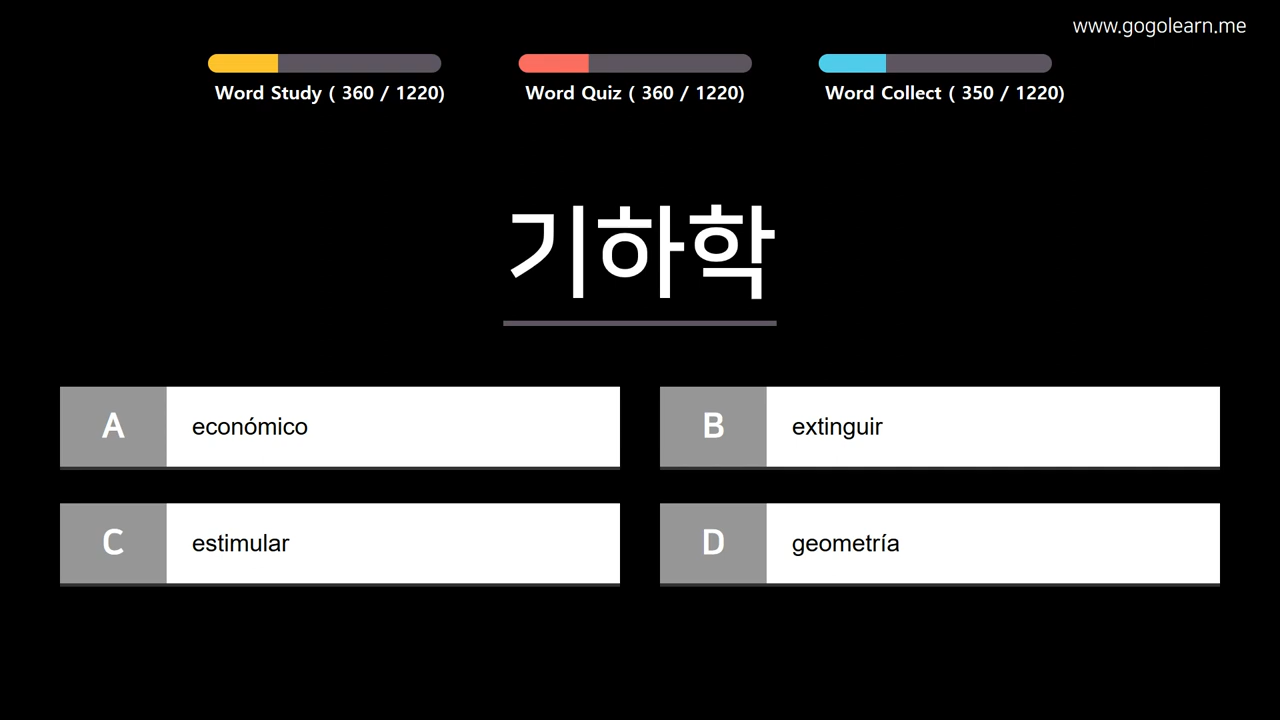 www.gogolearn.me
Word Study ( 360 / 1220)
Word Quiz ( 360 / 1220)
Word Collect ( 350 / 1220)
기하학
A económico
B extinguir
C estimular
D geometría